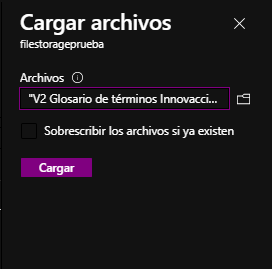 Cargar archivos
filestorageprueba
Archivos
"V2 Glosario de términos Innovacci...
Sobrescribir los archivos si ya existen
Cargar